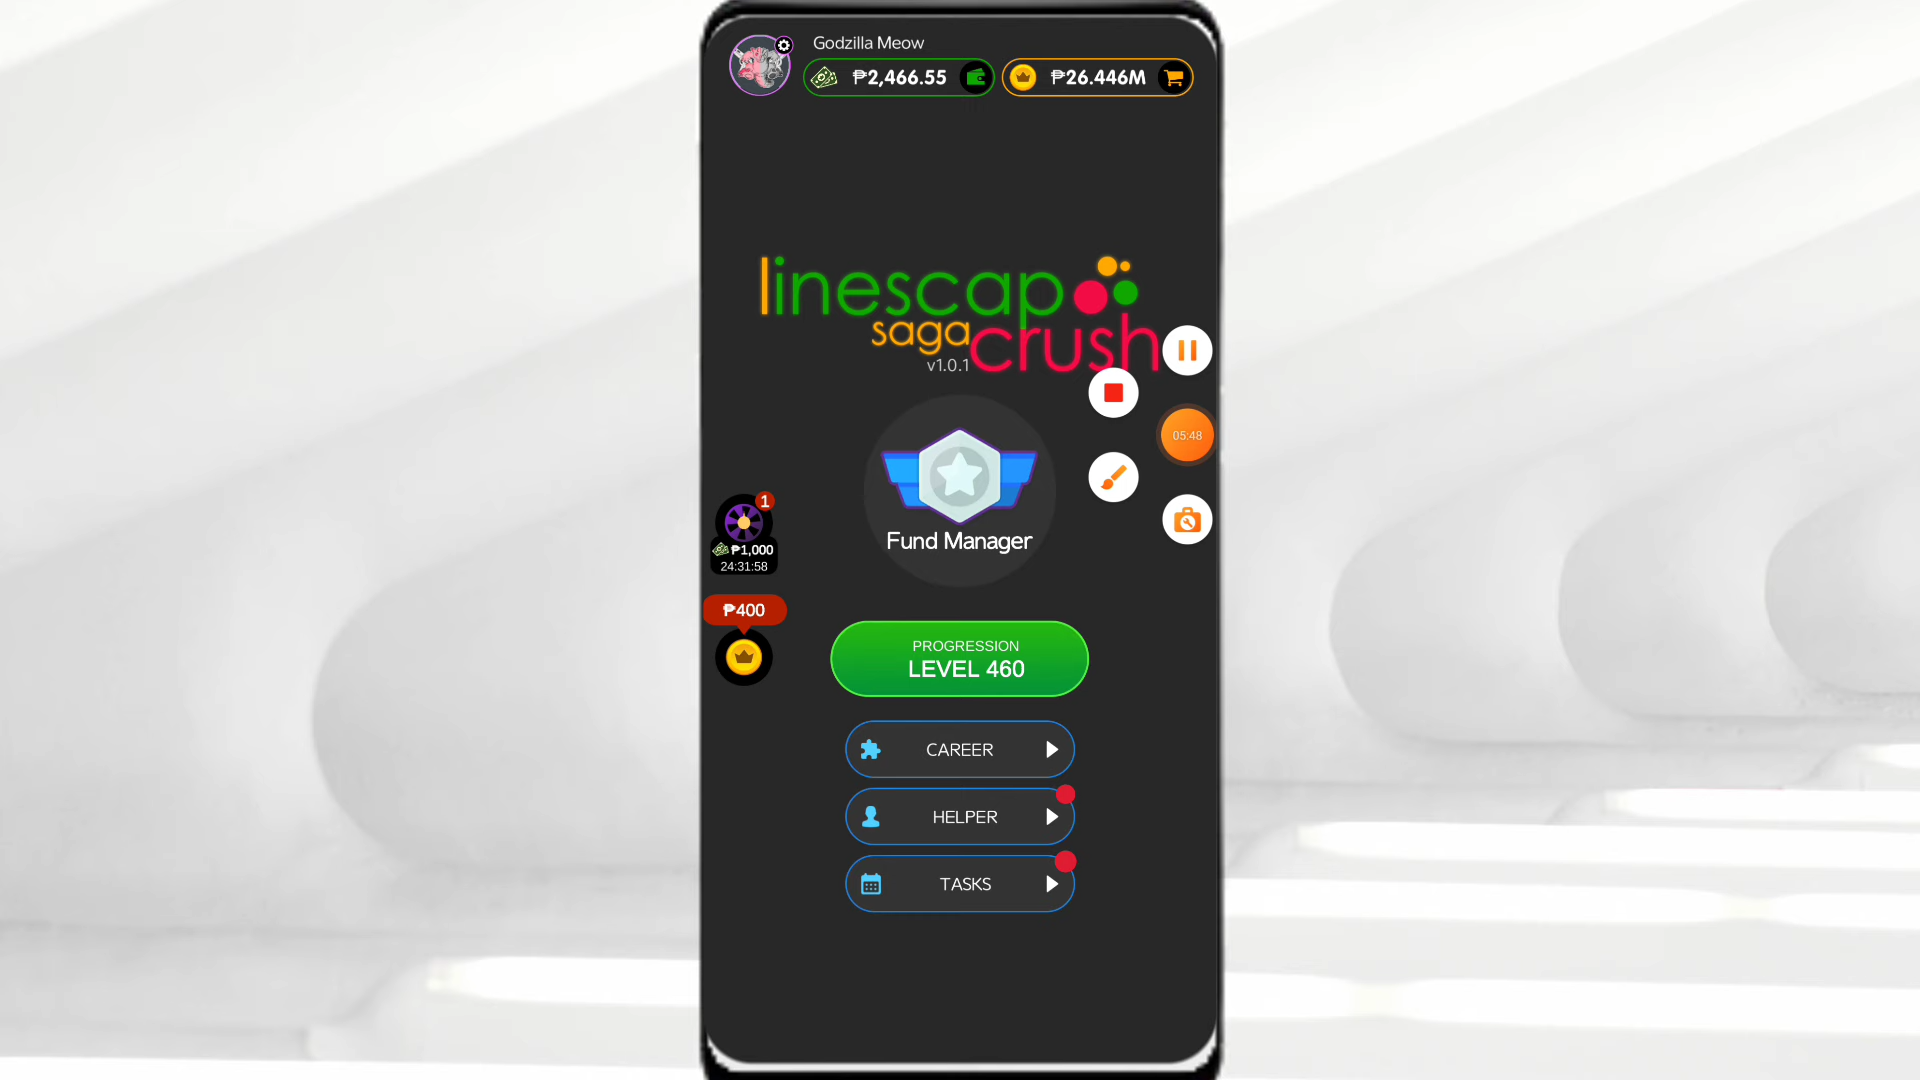 Godzilla Meow
₱2,466.55
₱26.446M
linescap
saga
crush
v1.0.1
05:48
Fund Manager
1
₱1,000
24:31:58
₱400
PROGRESSION
LEVEL 460
CAREER
HELPER
TASKS